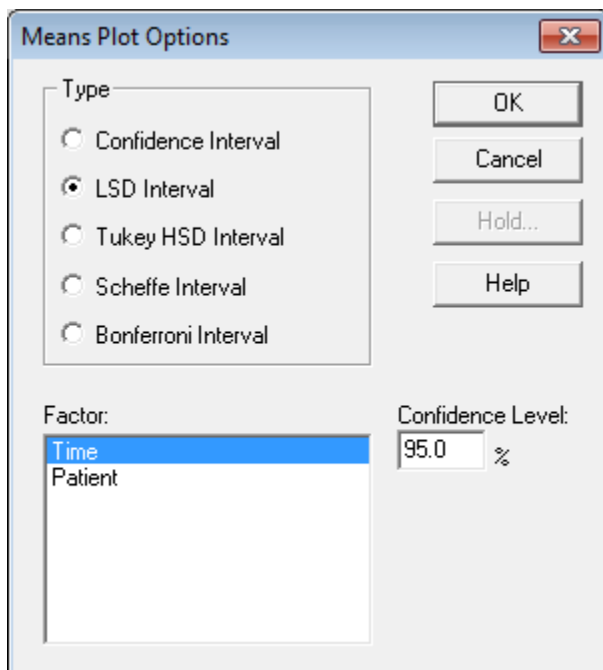 Means Plot Options
Type
Confidence Interval
LSD Interval
Tukey HSD Interval
Scheffe Interval
Bonferroni Interval
OK
Cancel
Hold...
Help
Factor:
Time
Patient
Confidence Level:
95.0 %